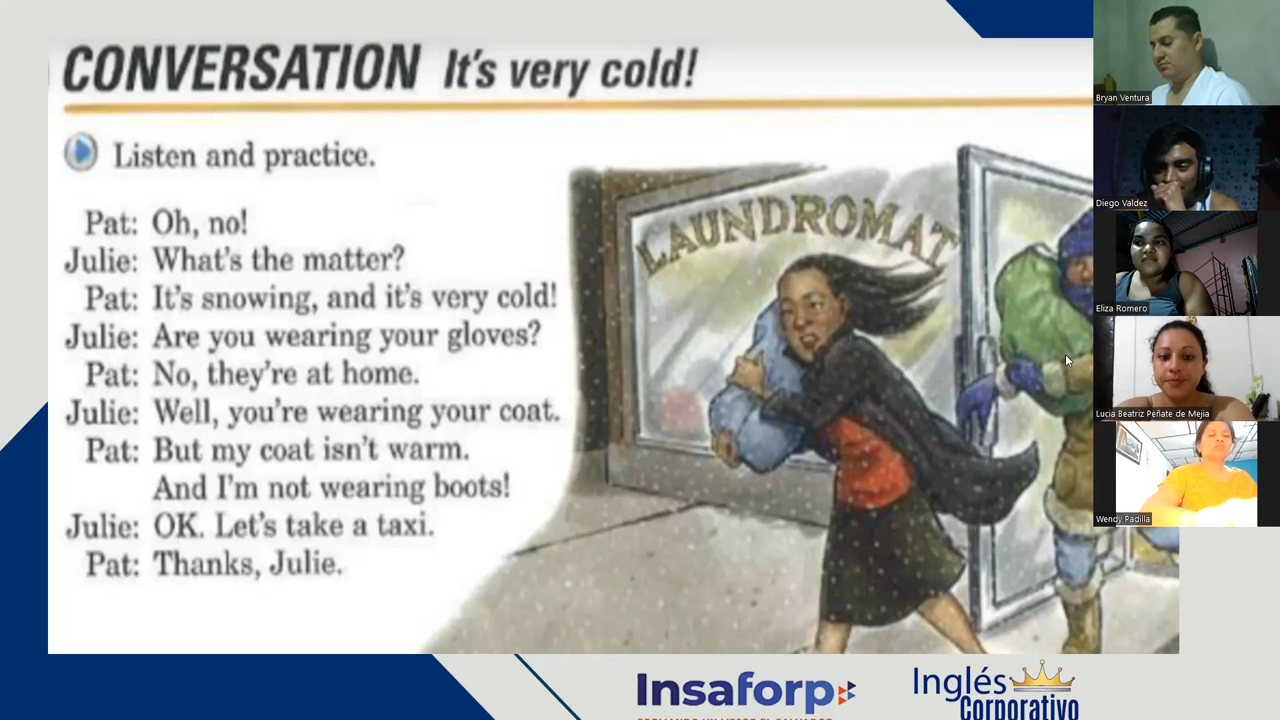 CONVERSATION It's very cold!
Listen and practice.
Pat: Oh, no!
Julie: What's the matter?
Pat: It's snowing, and it's very cold!
Julie: Are you wearing your gloves?
Pat: No, they're at home.
Julie: Well, you're wearing your coat.
Pat: But my coat isn't warm.
And I'm not wearing boots!
Julie: OK. Let's take a taxi.
Pat: Thanks, Julie.
LAUNDROMAT
Bryan Ventura
Diego Valdez
Eliza Romero
Lucia Beatriz Peñate de Mejia
Wendy Padilla
Insaforp
Inglés
Corporativo